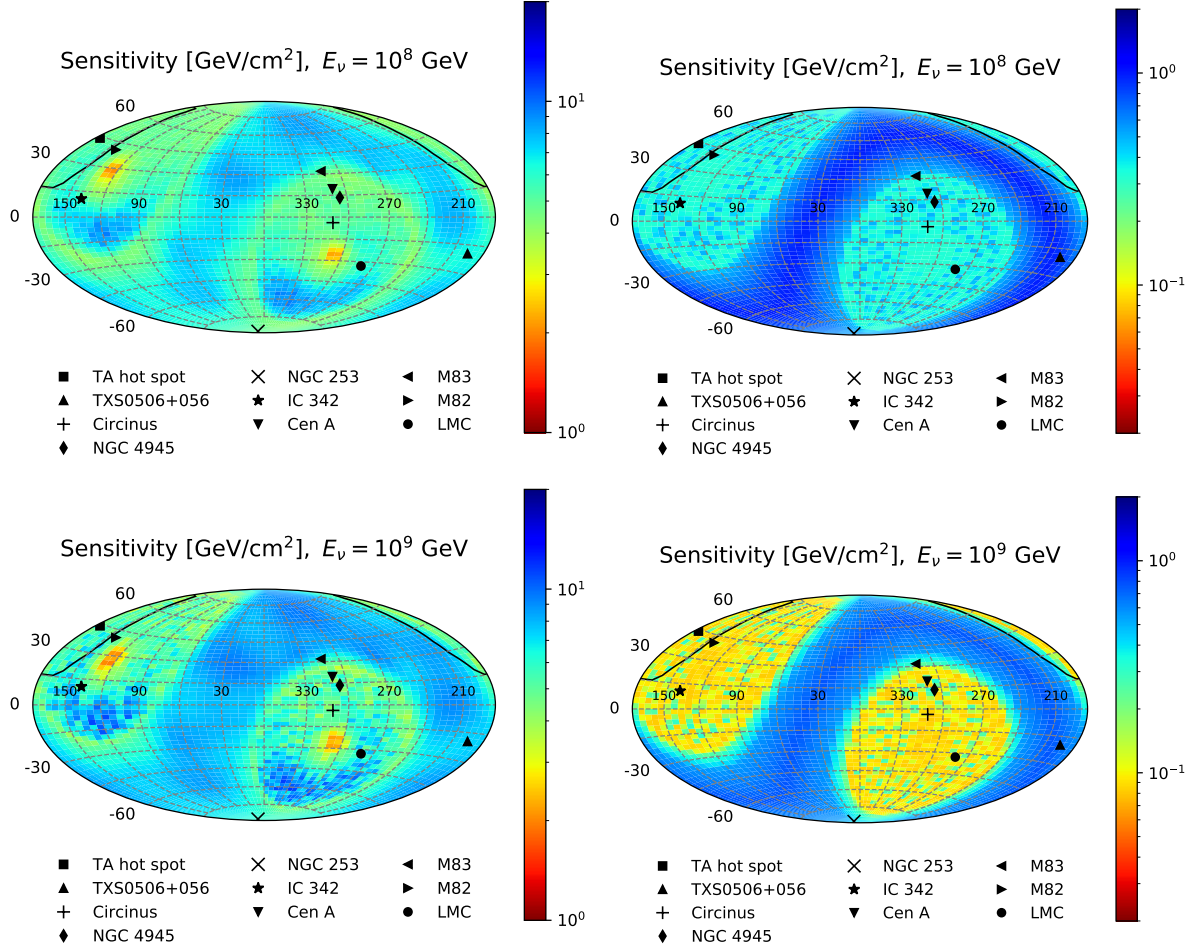 Sensitivity [GeV/cm²], Eν = 10⁸ GeV
60
30
0
-30
-60
150
90
30
330
270
210
10¹
10⁰
TA hot spot
NGC 253
M83
TXS0506+056
IC 342
M82
Circinus
Cen A
LMC
NGC 4945
Sensitivity [GeV/cm²], Eν = 10⁸ GeV
60
30
0
-30
-60
150
90
30
330
270
210
10⁰
10⁻¹
TA hot spot
NGC 253
M83
TXS0506+056
IC 342
M82
Circinus
Cen A
LMC
NGC 4945
Sensitivity [GeV/cm²], Eν = 10⁹ GeV
60
30
0
-30
-60
150
90
30
330
270
210
10¹
10⁰
TA hot spot
NGC 253
M83
TXS0506+056
IC 342
M82
Circinus
Cen A
LMC
NGC 4945
Sensitivity [GeV/cm²], Eν = 10⁹ GeV
60
30
0
-30
-60
150
90
30
330
270
210
10⁰
10⁻¹
TA hot spot
NGC 253
M83
TXS0506+056
IC 342
M82
Circinus
Cen A
LMC
NGC 4945